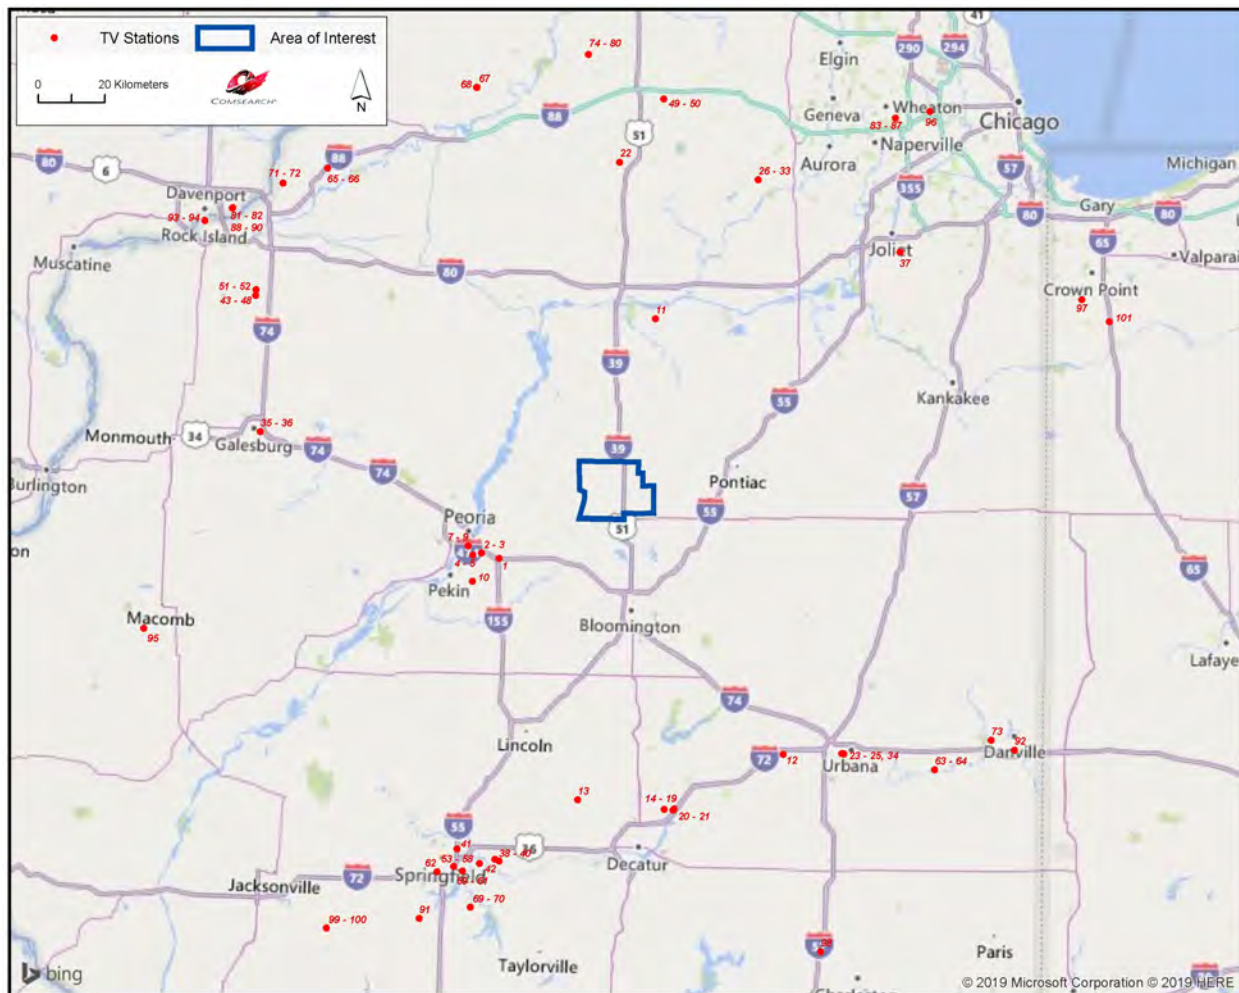 TV Stations
Area of Interest
0
20 Kilometers
COMSEARCH
N
74 - 80
41
Elgin
290
294
67
68
49 - 50
88
51
Geneva
Wheaton
96
83 - 87
Chicago
Naperville
Aurora
80
6
88
22
26 - 33
57
Michigan
71 - 72
65 - 66
355
Davenport
93 - 94
81 - 82
88 - 90
Rock Island
80
Gary
80
65
Muscatine
80
Joliet
37
Valparai
Crown Point
97
51 - 52
43 - 48
74
11
101
39
55
Kankakee
35 - 36
Monmouth
34
Galesburg
74
74
39
Burlington
Pontiac
57
55
51
Peoria
7 - 9
2 - 3
1
10
Pekin
65
on
155
Macomb
95
Bloomington
Lafaye
74
Lincoln
73
92
Danville
72
12
23 - 25, 34
Urbana
63 - 64
13
14 - 19
20 - 21
55
41
36
38 - 40
62
53
58
42
Springfield
Decatur
Jacksonville
72
69 - 70
91
99 - 100
Paris
Taylorville
Charleston
bing
© 2019 Microsoft Corporation © 2019 HERE